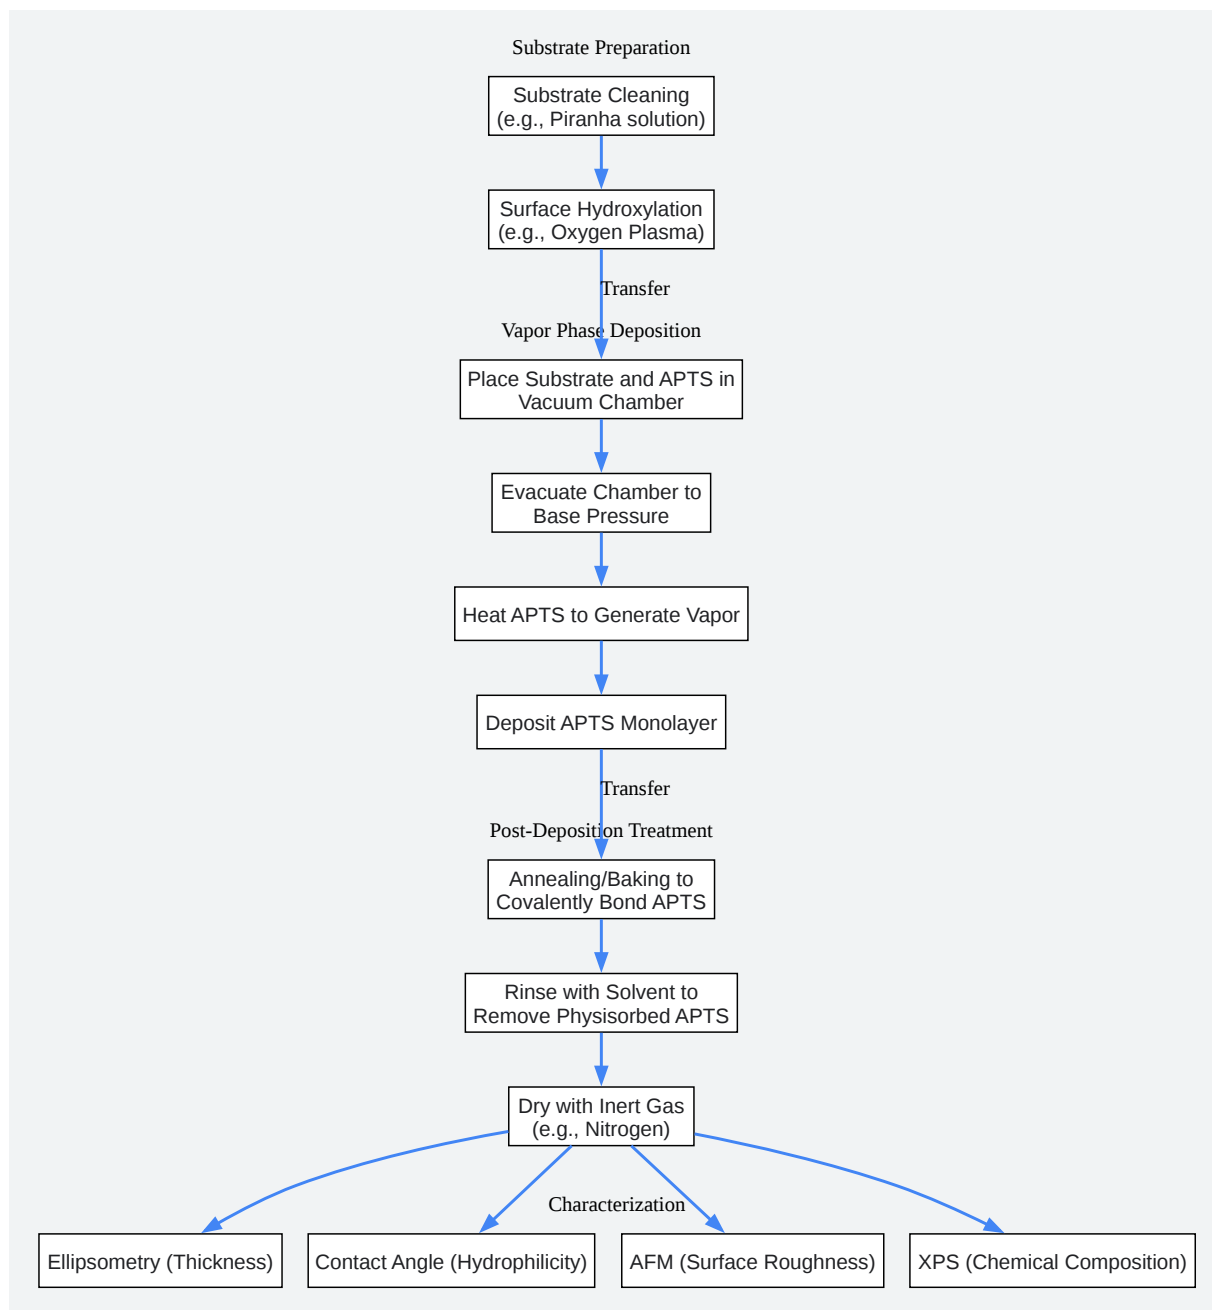 Substrate Preparation
Substrate Cleaning
(e.g., Piranha solution)
Surface Hydroxylation
(e.g., Oxygen Plasma)
Transfer
Vapor Phase Deposition
Place Substrate and APTS in
Vacuum Chamber
Evacuate Chamber to
Base Pressure
Heat APTS to Generate Vapor
Deposit APTS Monolayer
Transfer
Post-Deposition Treatment
Annealing/Baking to
Covalently Bond APTS
Rinse with Solvent to
Remove Physisorbed APTS
Dry with Inert Gas
(e.g., Nitrogen)
Characterization
Ellipsometry (Thickness)
Contact Angle (Hydrophilicity)
AFM (Surface Roughness)
XPS (Chemical Composition)